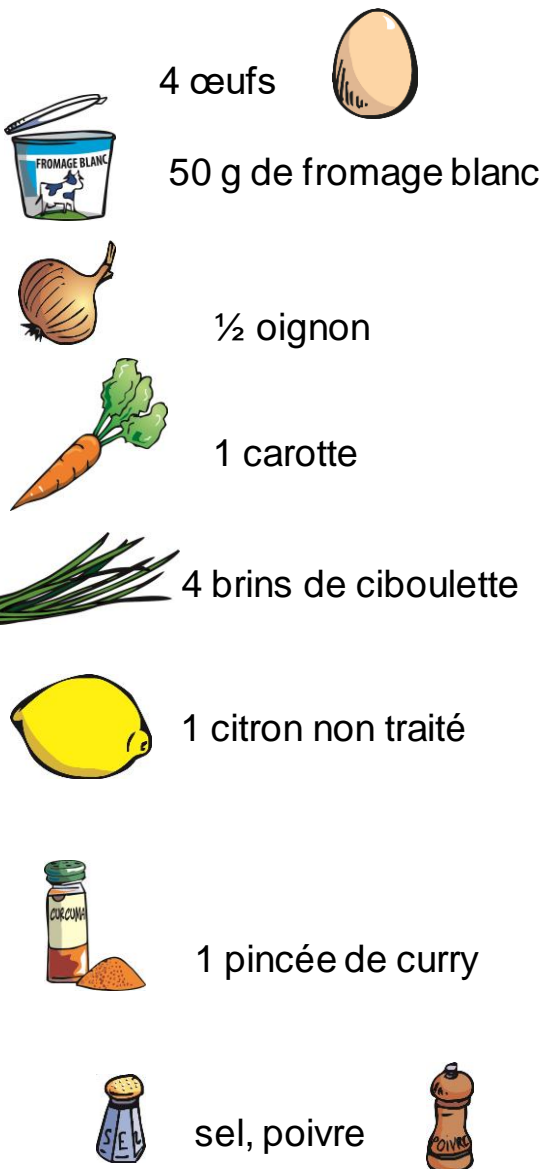 4 œufs
FROMAGE BLANC
50 g de fromage blanc
½ oignon
1 carotte
4 brins de ciboulette
1 citron non traité
CURCUMA
1 pincée de curry
SEL
sel, poivre
POIVRE